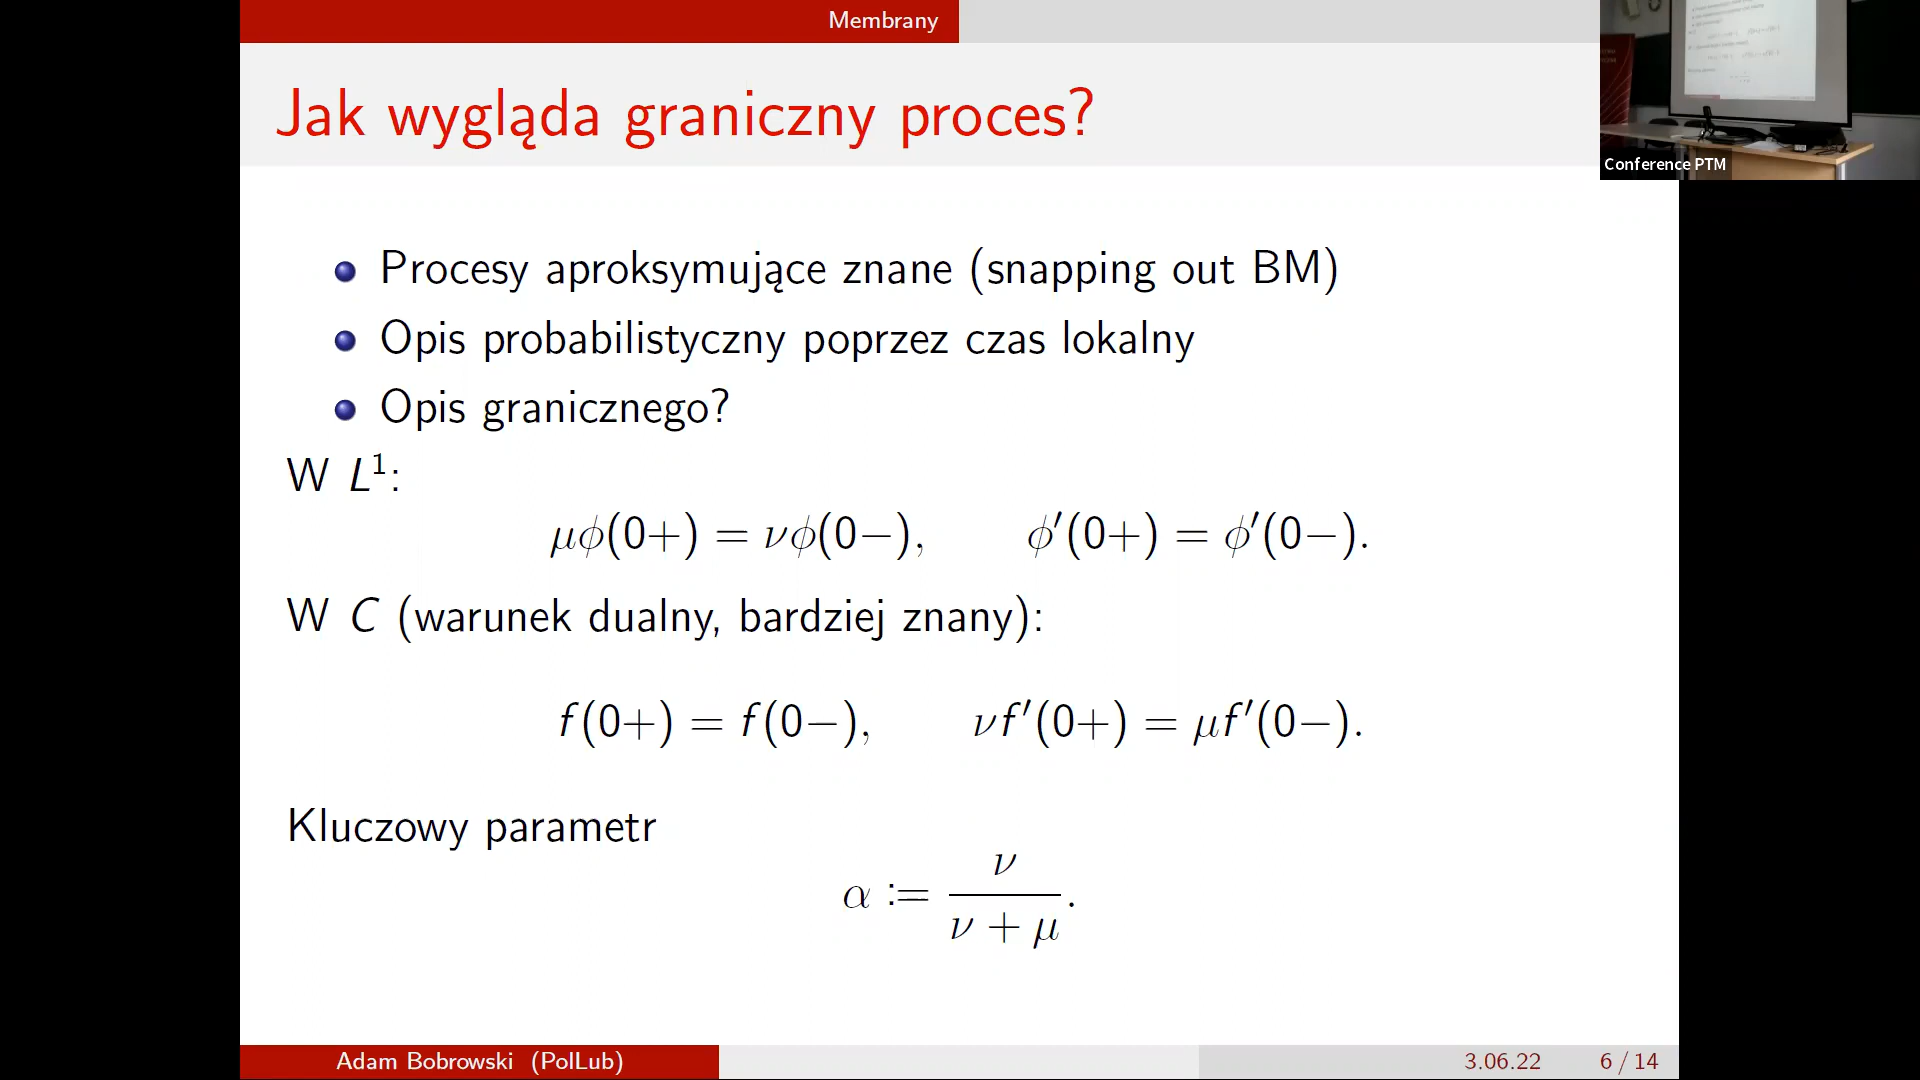 Membrany
Conference PTM
Jak wygląda graniczny proces?
Procesy aproksymujące znane (snapping out BM)
Opis probabilistyczny poprzez czas lokalny
Opis granicznego?
W L¹:
μϕ(0+) = νϕ(0−), ϕ′(0+) = ϕ′(0−).
W C (warunek dualny, bardziej znany):
f(0+) = f(0−), νf′(0+) = μf′(0−).
Kluczowy parametr
α := ν / (ν + μ).
Adam Bobrowski (PolLub) 3.06.22 6 / 14